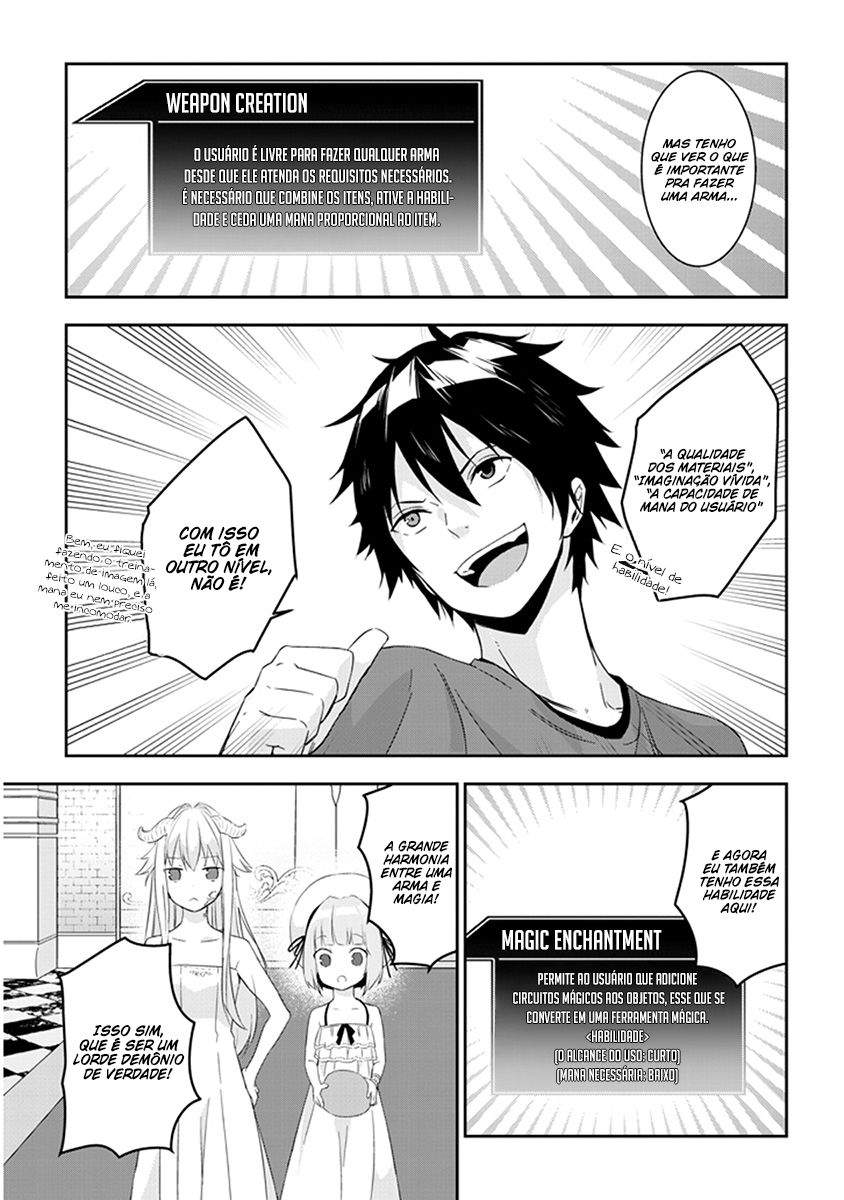 MAS TENHO
QUE VER O QUE
É IMPORTANTE
PRA FAZER
UMA ARMA...
WEAPON CREATION
O USUÁRIO É LIVRE PARA FAZER QUALQUER ARMA
DESDE QUE ELE ATENDA OS REQUISITOS NECESSÁRIOS.
É NECESSÁRIO QUE COMBINE OS ITENS, ATIVE A HABILI-
DADE E CEDA UMA MANA PROPORCIONAL AO ITEM.
"A QUALIDADE
DOS MATERIAIS",
"IMAGINAÇÃO VÍVIDA",
"A CAPACIDADE DE
MANA DO USUÁRIO"
E o nível de
habilidade!
COM ISSO
EU TÔ EM
OUTRO NÍVEL,
NÃO É!
Bem, eu fiquei
fazendo o treina-
mento de imagem lá,
feito um louco, e a
mana eu nem preciso
me incomodar.
E AGORA
EU TAMBÉM
TENHO ESSA
HABILIDADE
AQUI!
MAGIC ENCHANTMENT
PERMITE AO USUÁRIO QUE ADICIONE
CIRCUITOS MÁGICOS AOS OBJETOS, ESSE QUE SE
CONVERTE EM UMA FERRAMENTA MÁGICA.
<HABILIDADE>
(O ALCANCE DO USO: CURTO)
(MANA NECESSÁRIA: BAIXO)
A GRANDE
HARMONIA
ENTRE UMA
ARMA E
MAGIA!
ISSO SIM,
QUE É SER UM
LORDE DEMÔNIO
DE VERDADE!